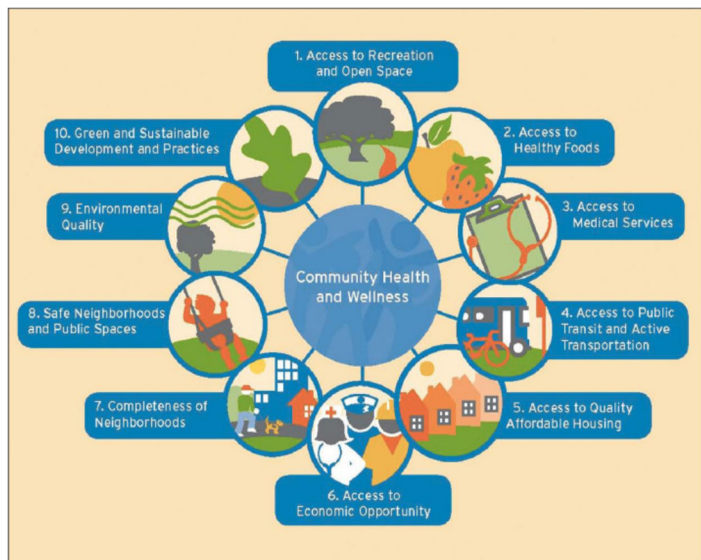 1. Access to Recreation
and Open Space
2. Access to
Healthy Foods
3. Access to
Medical Services
4. Access to Public
Transit and Active
Transportation
5. Access to Quality
Affordable Housing
6. Access to
Economic Opportunity
7. Completeness of
Neighborhoods
8. Safe Neighborhoods
and Public Spaces
9. Environmental
Quality
10. Green and Sustainable
Development and Practices
Community Health
and Wellness